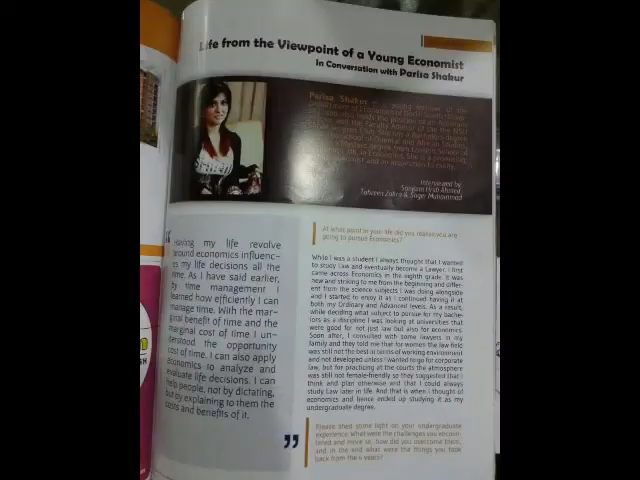 Life from the Viewpoint of a Young Economist
In Conversation with Parisa Shakur
Parisa Shakur
Interviewed by
Tahreen Zahra & Sager Muhammad
Having my life revolve
around economics influenc-
es my life decisions all the
time. As I have said earlier,
by time management I
learned how efficiently I can
manage time. With the mar-
ginal benefit of time and the
marginal cost of time I un-
derstood the opportunity
cost of time. I can also apply
economics to analyze and
evaluate life decisions. I can
help people, not by dictating,
but by explaining to them the
costs and benefits of it.
At what point in your life did you realize you are
going to pursue Economics?
While I was a student I always thought that I wanted
to study Law and eventually become a Lawyer. I first
came across Economics in the eighth grade. It was
new and striking to me from the beginning and differ-
ent from the science subjects I was doing alongside
and I started to enjoy it as I continued having it at
both my Ordinary and Advanced levels. As a result,
while deciding what subject to pursue for my bache-
lors as a discipline I was looking at universities that
were good for not just law but also for economics.
Soon after, I consulted with some lawyers in my
family and they told me that for women the law field
was still not the best in terms of working environment
and not developed unless I wanted to go for corporate
law, but for practicing at the courts the atmosphere
was still not female-friendly so they suggested that I
think and plan otherwise and that I could always
study Law later in life. And that is when I thought of
economics and hence ended up studying it as my
undergraduate degree.
Please shed some light on your undergraduate
experience. What were the challenges you encoun-
tered and more so, how did you overcome them,
and in the end what were the things you took
back from the 4 years?